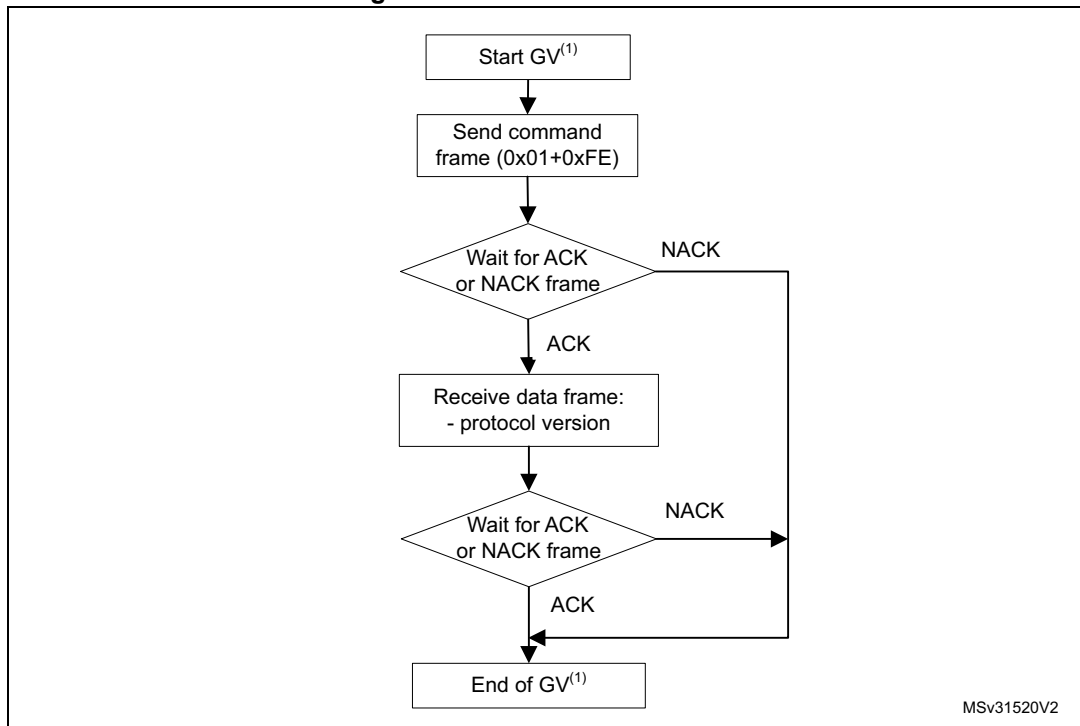 Start GV(1)
Send command
frame (0x01+0xFE)
Wait for ACK
or NACK frame
NACK
ACK
Receive data frame:
- protocol version
Wait for ACK
or NACK frame
NACK
ACK
End of GV(1)
MSv31520V2